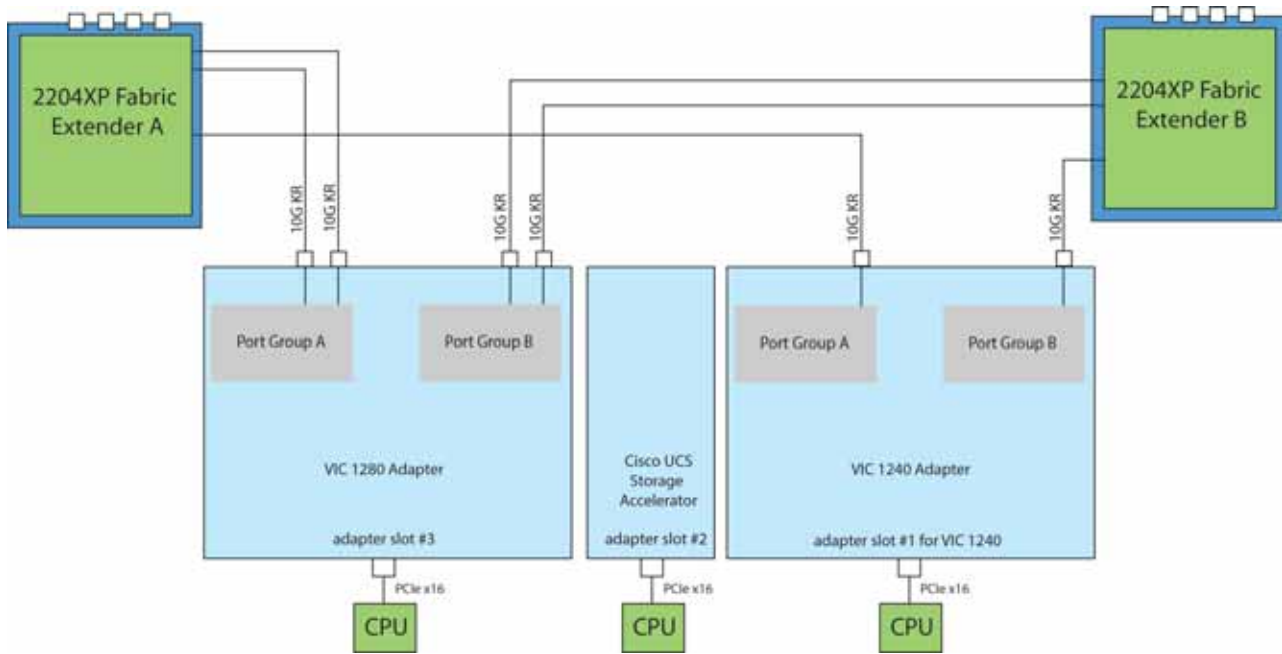 2204XP Fabric
Extender A
2204XP Fabric
Extender B
10G KR
10G KR
10G KR
10G KR
10G KR
10G KR
Port Group A
Port Group B
Port Group A
Port Group B
VIC 1280 Adapter
Cisco UCS
Storage
Accelerator
VIC 1240 Adapter
adapter slot #3
adapter slot #2
adapter slot #1 for VIC 1240
PCIe x16
PCIe x16
PCIe x16
CPU
CPU
CPU